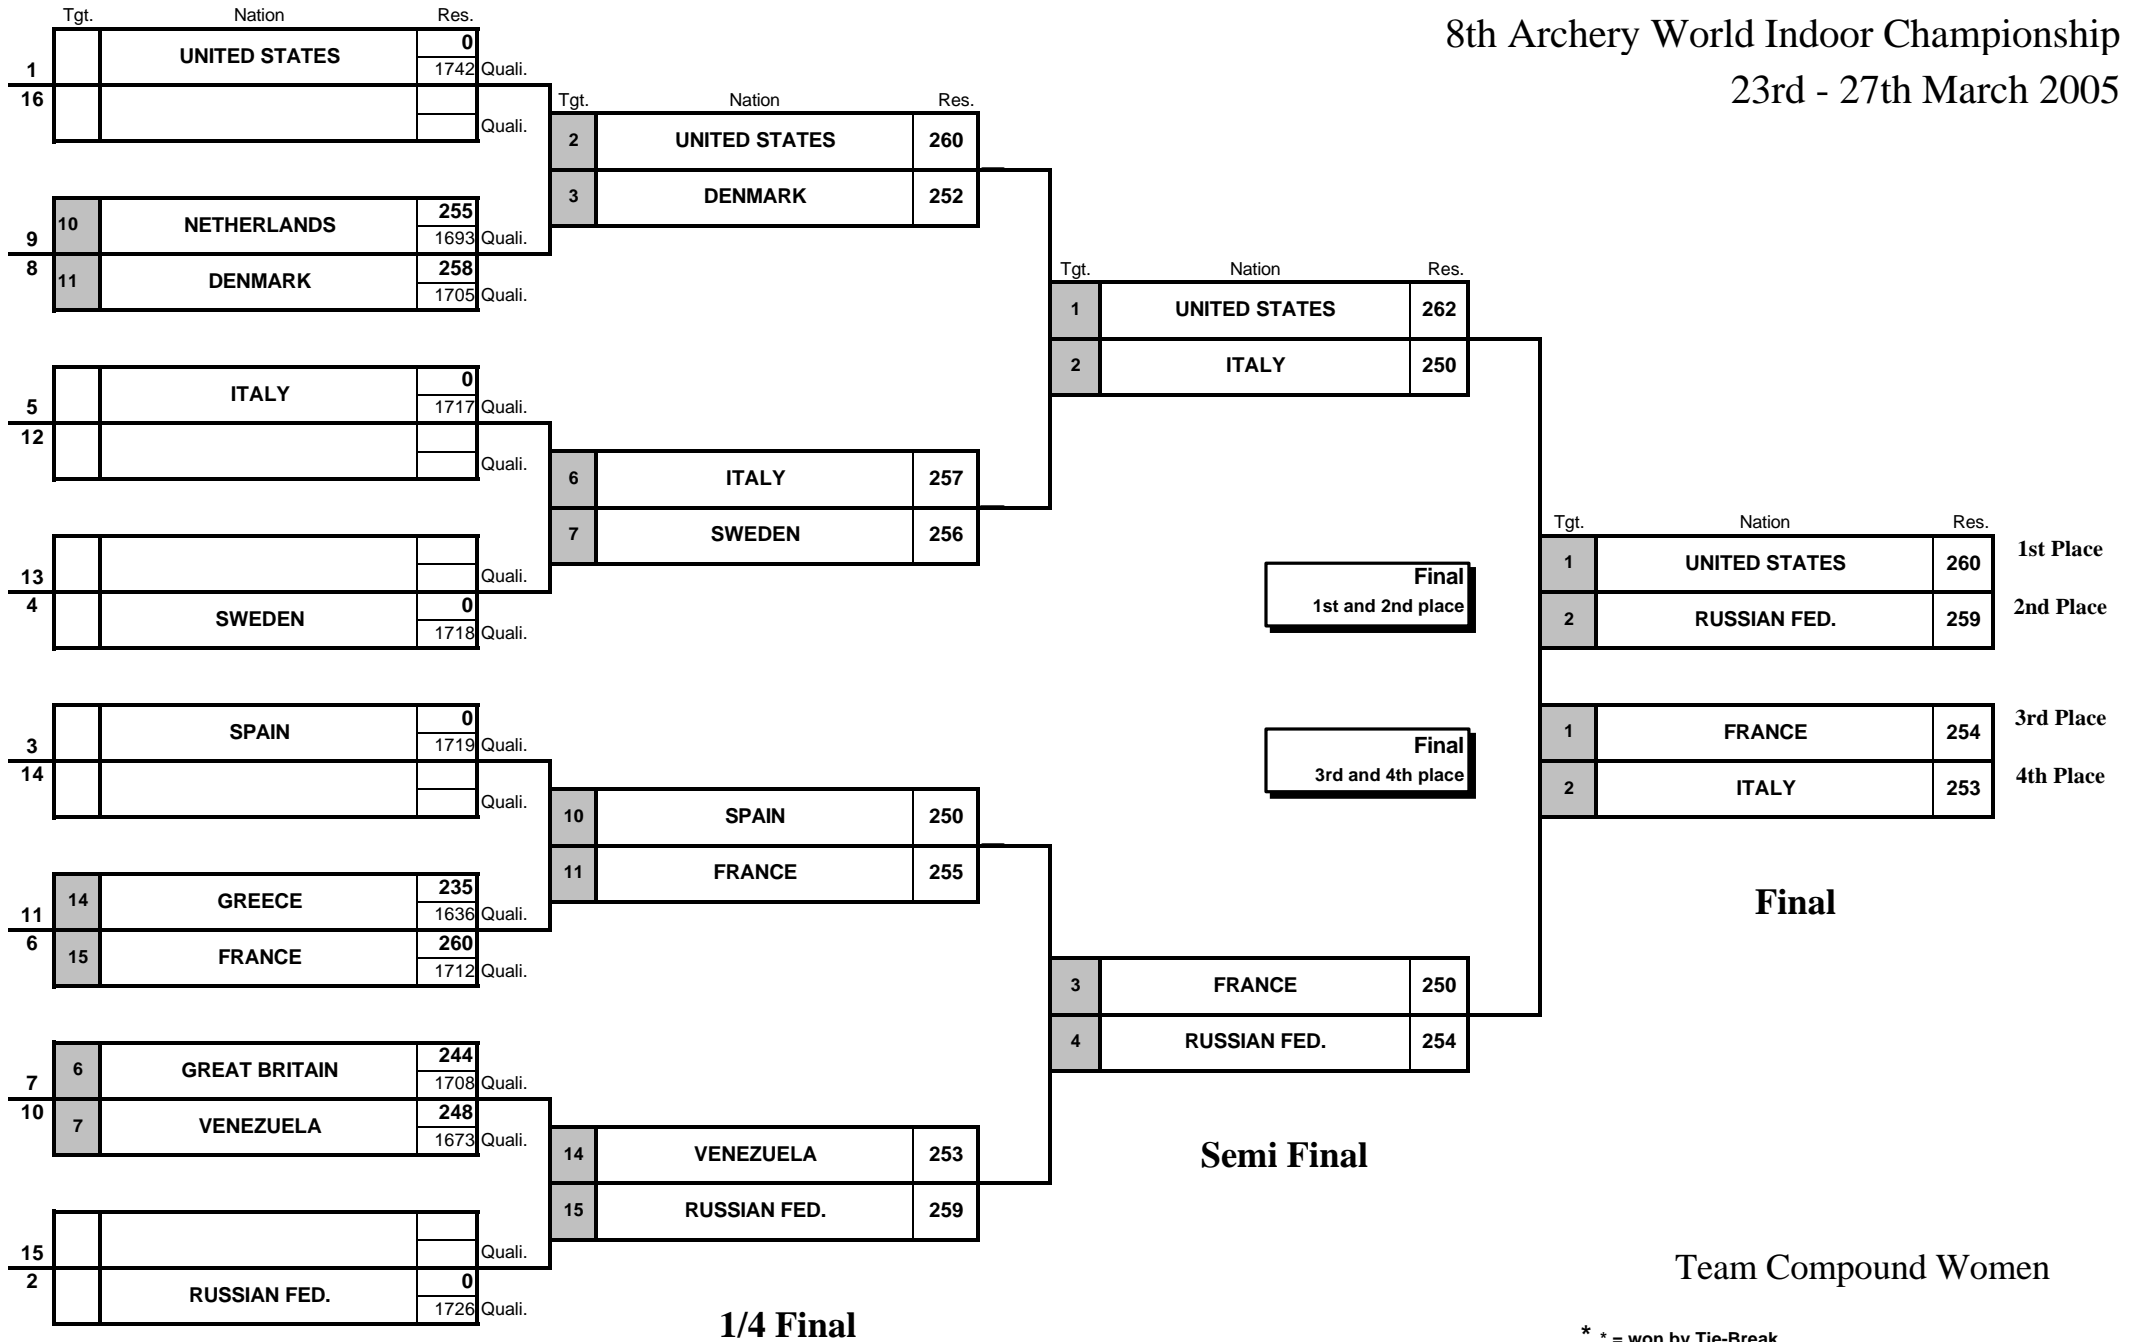 8th Archery World Indoor Championship
23rd - 27th March 2005
Tgt. Nation Res.
UNITED STATES 0
1 1742 Quali.
16
Quali.
10 NETHERLANDS 255
9 1693 Quali.
8 11 DENMARK 258
1705 Quali.
ITALY 0
5 1717 Quali.
12
Quali.
13 Quali.
4 SWEDEN 0
1718 Quali.
SPAIN 0
3 1719 Quali.
14
Quali.
14 GREECE 235
11 1636 Quali.
6 15 FRANCE 260
1712 Quali.
6 GREAT BRITAIN 244
7 1708 Quali.
10 7 VENEZUELA 248
1673 Quali.
15 Quali.
2 RUSSIAN FED. 0
1726 Quali.
Tgt. Nation Res.
2 UNITED STATES 260
3 DENMARK 252
6 ITALY 257
7 SWEDEN 256
10 SPAIN 250
11 FRANCE 255
14 VENEZUELA 253
15 RUSSIAN FED. 259
1/4 Final
Tgt. Nation Res.
1 UNITED STATES 262
2 ITALY 250
3 FRANCE 250
4 RUSSIAN FED. 254
Semi Final
Final
1st and 2nd place
Final
3rd and 4th place
Tgt. Nation Res.
1 UNITED STATES 260 1st Place
2 RUSSIAN FED. 259 2nd Place
1 FRANCE 254 3rd Place
2 ITALY 253 4th Place
Final
Team Compound Women
* * = won by Tie-Break